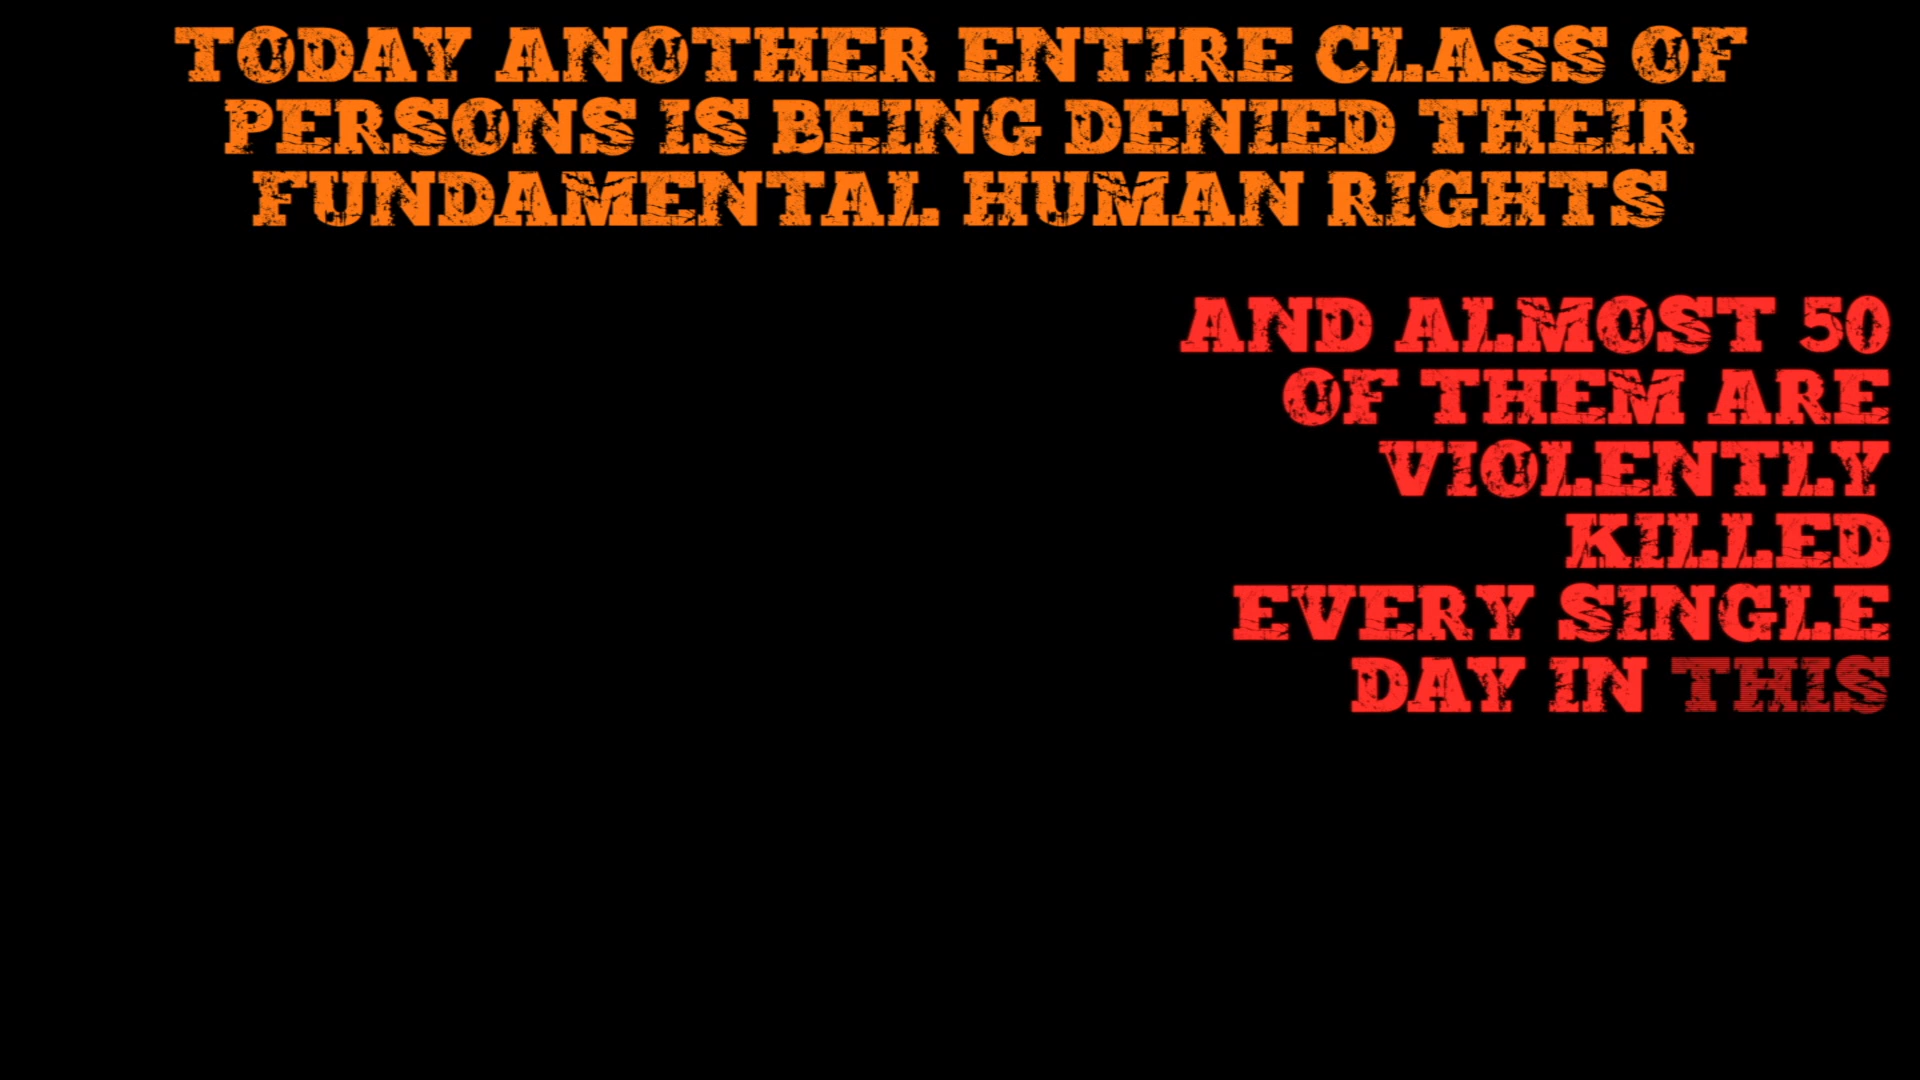 TODAY ANOTHER ENTIRE CLASS OF
PERSONS IS BEING DENIED THEIR
FUNDAMENTAL HUMAN RIGHTS
AND ALMOST 50
OF THEM ARE
VIOLENTLY
KILLED
EVERY SINGLE
DAY IN THIS